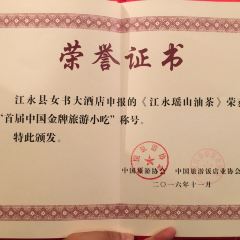 荣誉证书
江永县女书大酒店申报的《江永瑶山油茶》荣
“首届中国金牌旅游小吃”称号。
特此颁发。
中国旅游协会 中国旅游饭店业协会
二〇一六年十一月